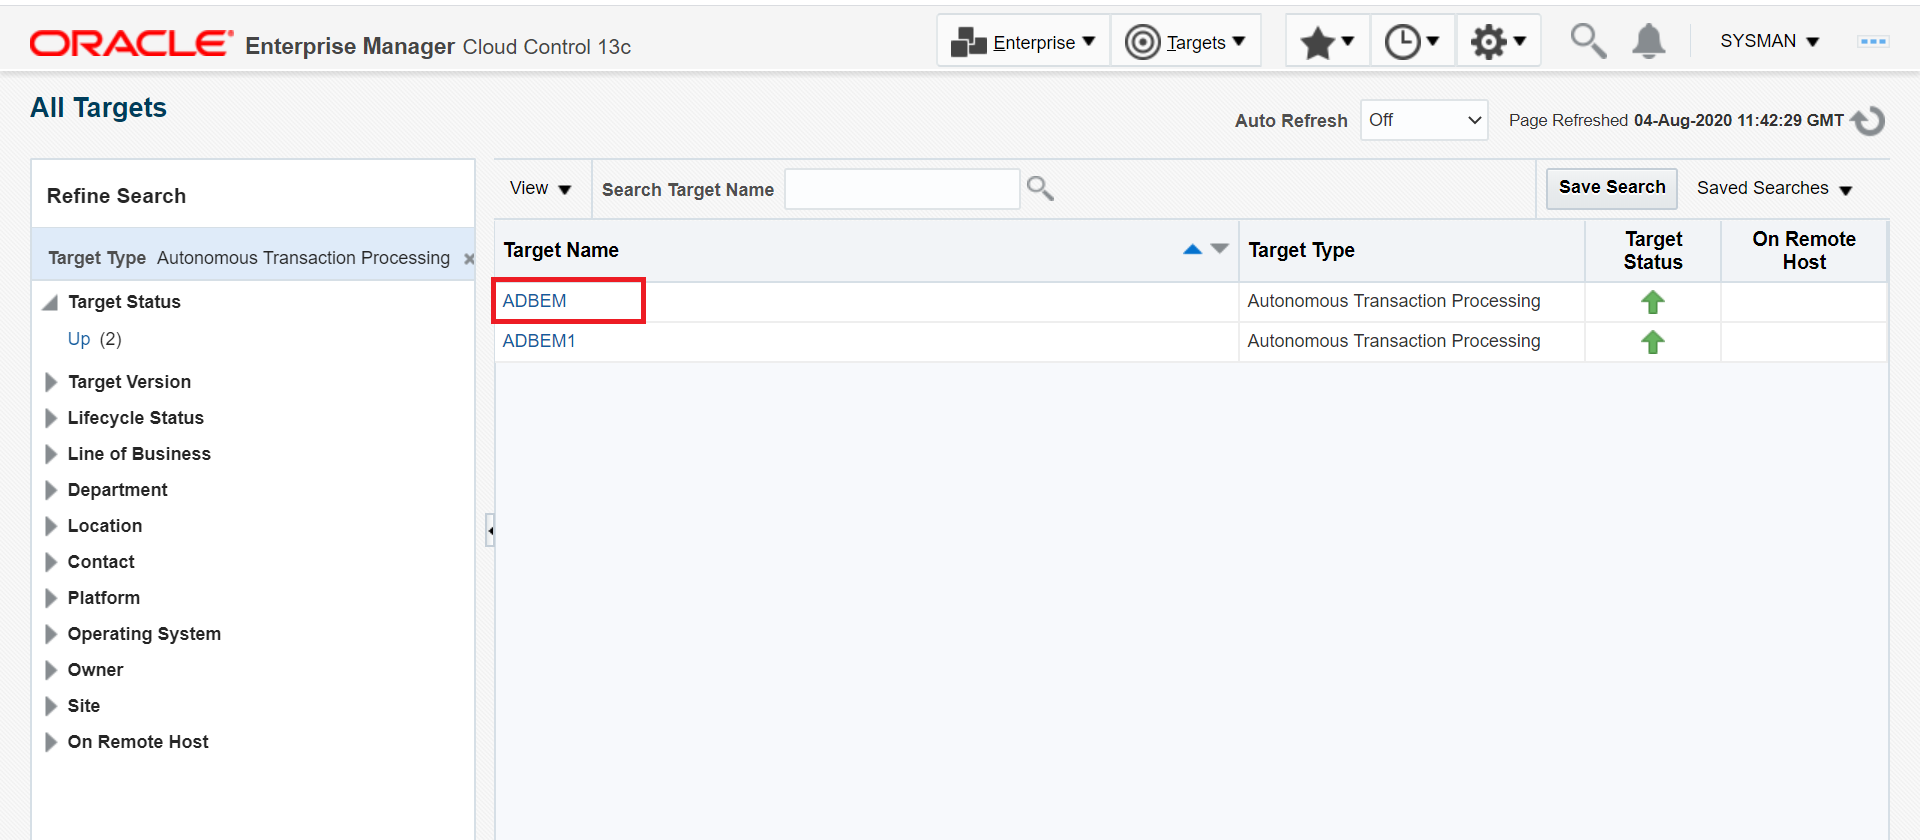 ORACLE Enterprise Manager Cloud Control 13c
Enterprise
Targets
SYSMAN
All Targets
Auto Refresh Off Page Refreshed 04-Aug-2020 11:42:29 GMT
Refine Search
Target Type Autonomous Transaction Processing
Target Status
Up (2)
Target Version
Lifecycle Status
Line of Business
Department
Location
Contact
Platform
Operating System
Owner
Site
On Remote Host
View Search Target Name Save Search Saved Searches
Target Name
Target Type
Target
Status
On Remote
Host
ADBEM Autonomous Transaction Processing
ADBEM1 Autonomous Transaction Processing